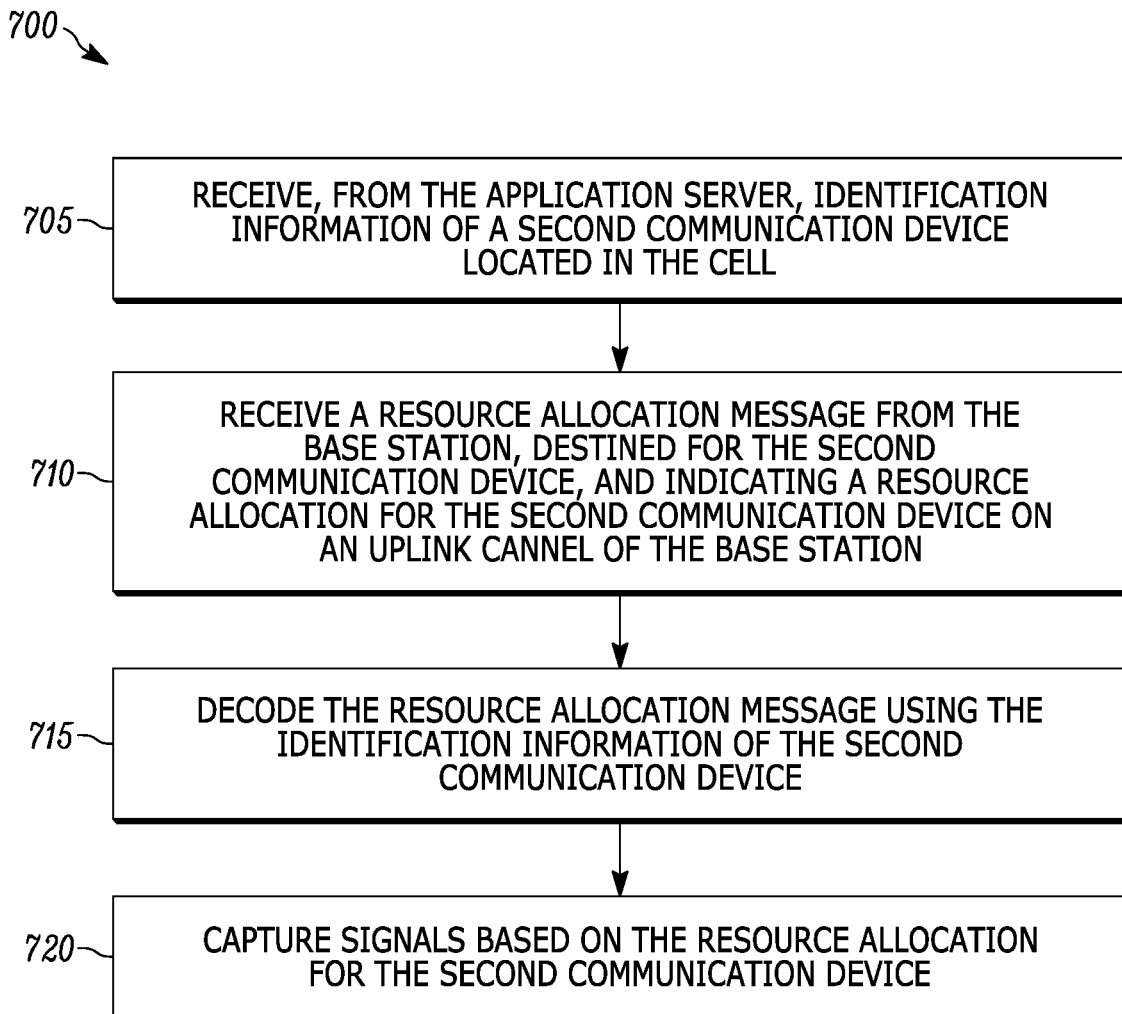 700
705
RECEIVE, FROM THE APPLICATION SERVER, IDENTIFICATION
INFORMATION OF A SECOND COMMUNICATION DEVICE
LOCATED IN THE CELL
710
RECEIVE A RESOURCE ALLOCATION MESSAGE FROM THE
BASE STATION, DESTINED FOR THE SECOND
COMMUNICATION DEVICE, AND INDICATING A RESOURCE
ALLOCATION FOR THE SECOND COMMUNICATION DEVICE ON
AN UPLINK CANNEL OF THE BASE STATION
715
DECODE THE RESOURCE ALLOCATION MESSAGE USING THE
IDENTIFICATION INFORMATION OF THE SECOND
COMMUNICATION DEVICE
720
CAPTURE SIGNALS BASED ON THE RESOURCE ALLOCATION
FOR THE SECOND COMMUNICATION DEVICE